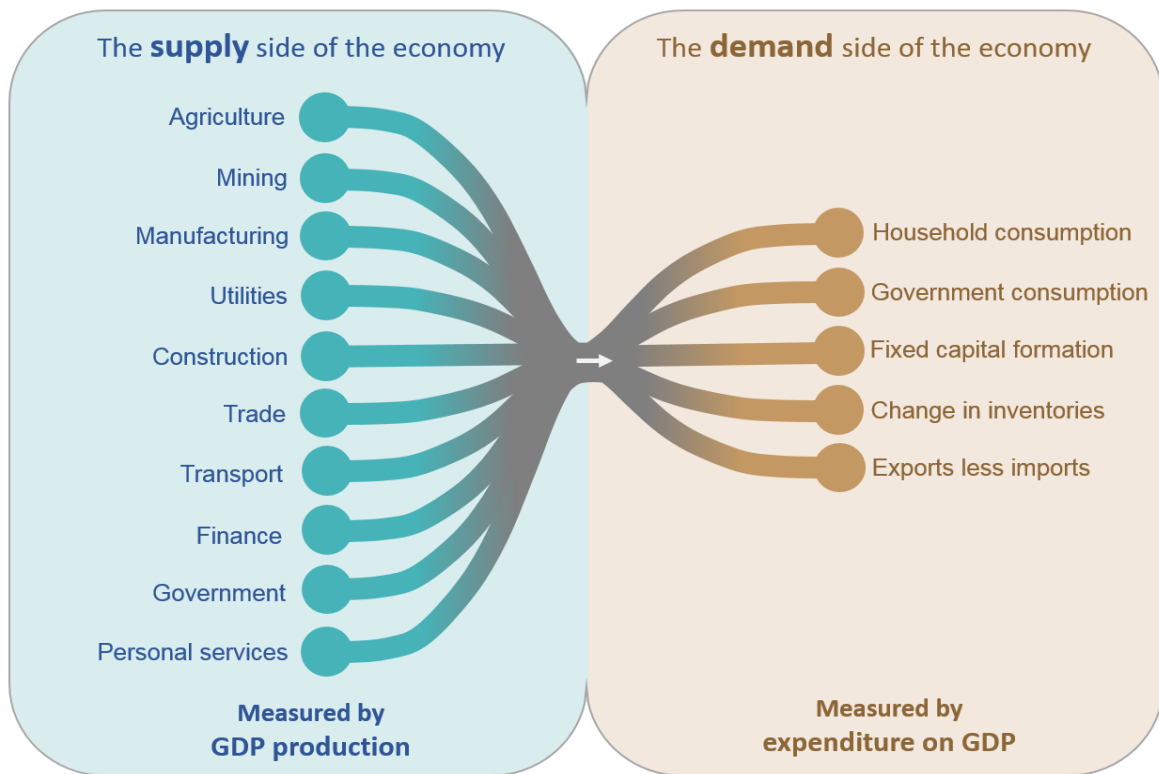 The supply side of the economy
Agriculture
Mining
Manufacturing
Utilities
Construction
Trade
Transport
Finance
Government
Personal services
Measured by
GDP production
The demand side of the economy
Household consumption
Government consumption
Fixed capital formation
Change in inventories
Exports less imports
Measured by
expenditure on GDP